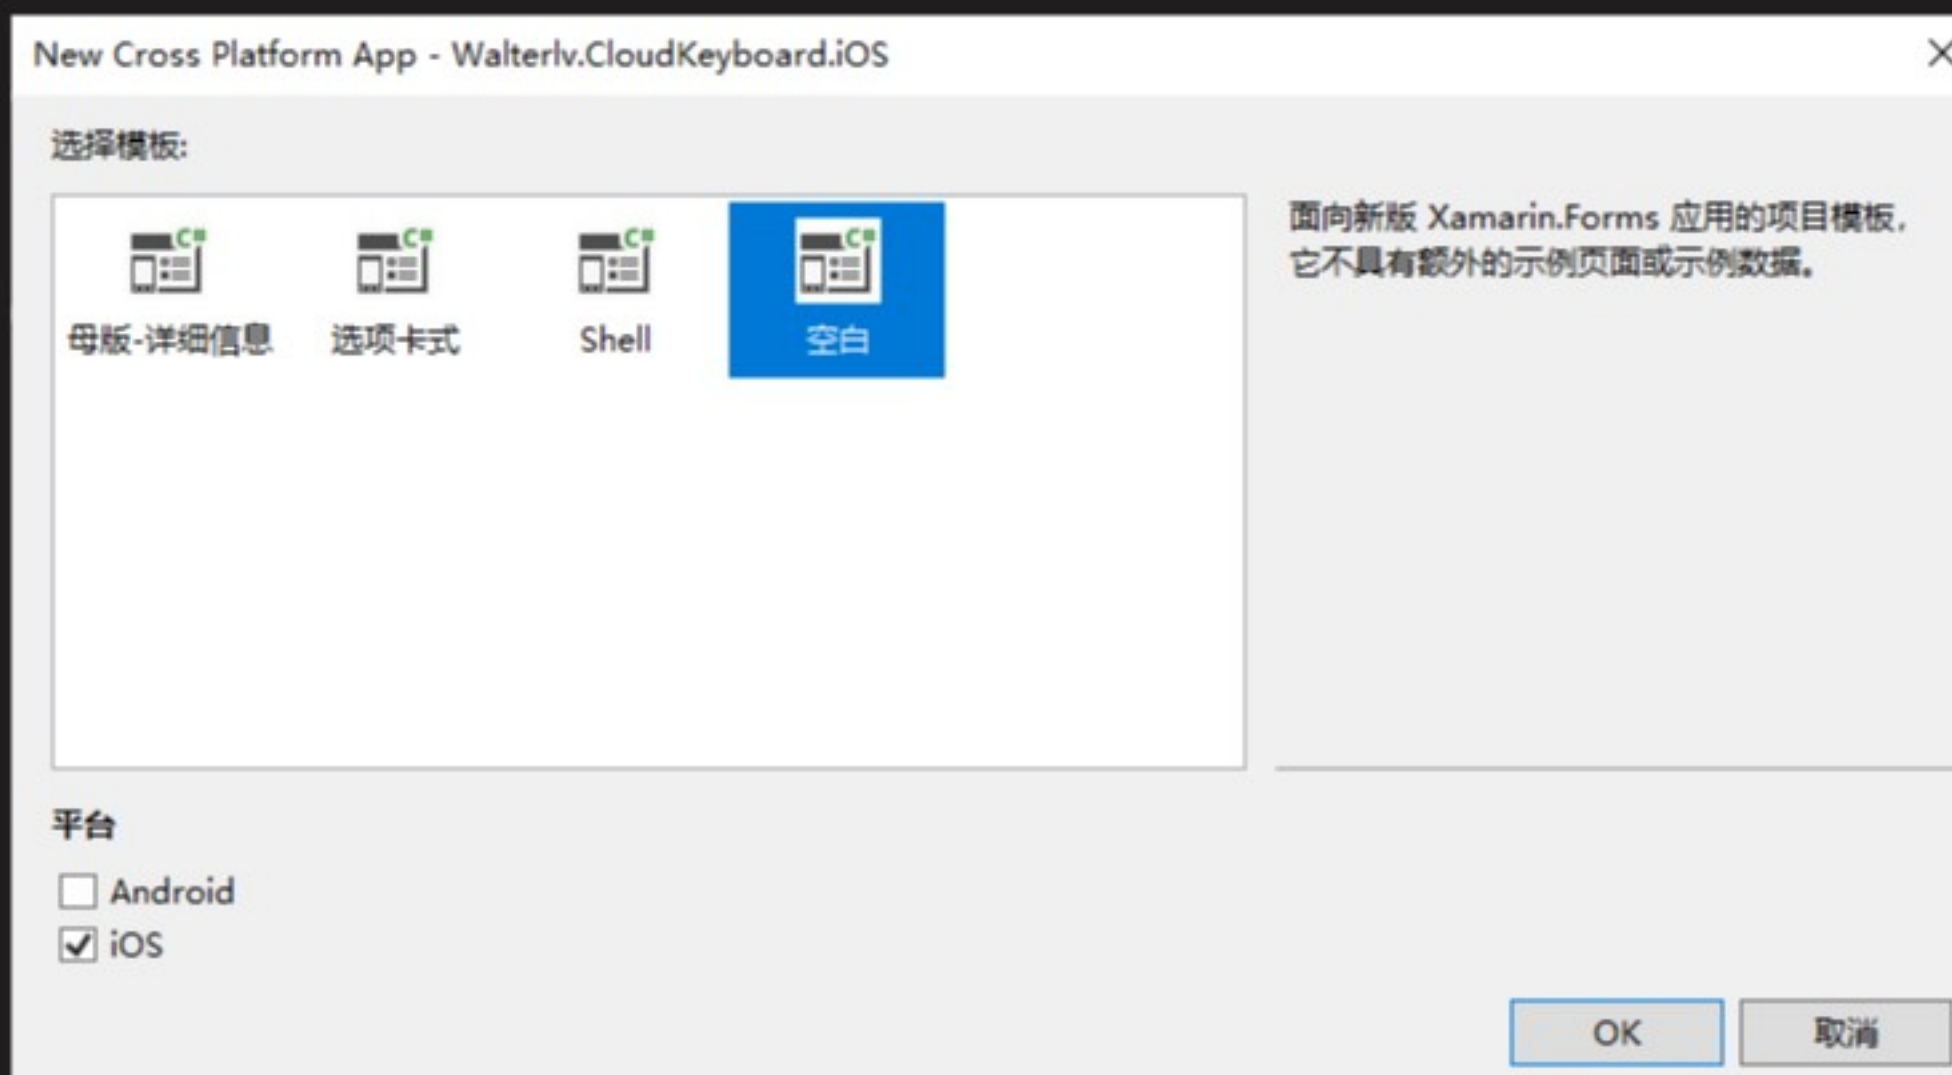 New Cross Platform App - Walterlv.CloudKeyboard.iOS
选择模板:
母版-详细信息
选项卡式
Shell
空白
面向新版 Xamarin.Forms 应用的项目模板,
它不具有额外的示例页面或示例数据。
平台
Android
iOS
OK
取消